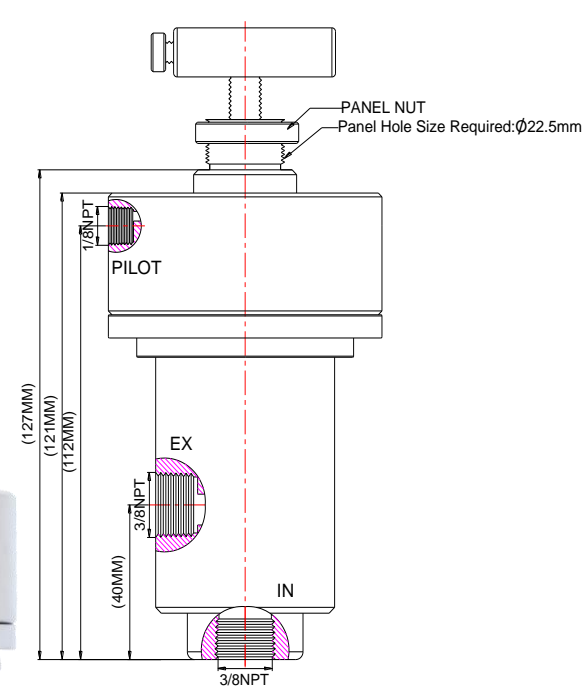 PANEL NUT
Panel Hole Size Required:Ø22.5mm
1/8NPT
PILOT
(127MM)
(121MM)
(112MM)
EX
3/8NPT
(40MM)
IN
3/8NPT